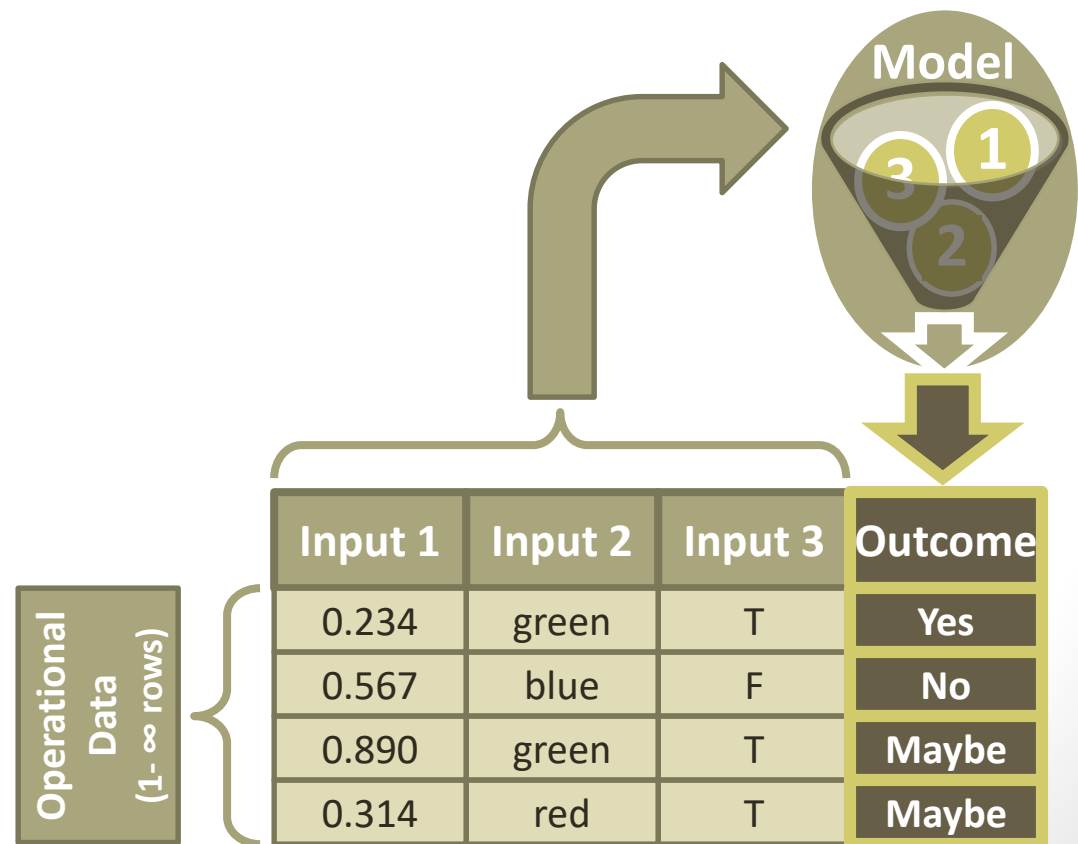 Model
1
3
2
Input 1 Input 2 Input 3 Outcome
0.234 green T Yes
0.567 blue F No
0.890 green T Maybe
0.314 red T Maybe
Operational
Data
(1- ∞ rows)